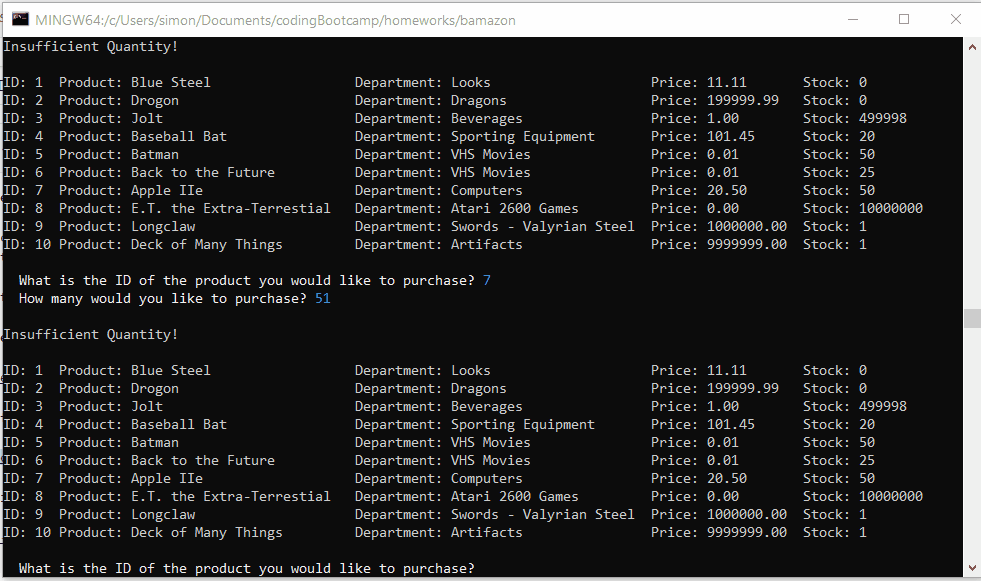 MINGW64:/c/Users/simon/Documents/codingBootcamp/homeworks/bamazon
Insufficient Quantity!
ID: 1 Product: Blue Steel Department: Looks Price: 11.11 Stock: 0
ID: 2 Product: Drogon Department: Dragons Price: 199999.99 Stock: 0
ID: 3 Product: Jolt Department: Beverages Price: 1.00 Stock: 499998
ID: 4 Product: Baseball Bat Department: Sporting Equipment Price: 101.45 Stock: 20
ID: 5 Product: Batman Department: VHS Movies Price: 0.01 Stock: 50
ID: 6 Product: Back to the Future Department: VHS Movies Price: 0.01 Stock: 25
ID: 7 Product: Apple IIe Department: Computers Price: 20.50 Stock: 50
ID: 8 Product: E.T. the Extra-Terrestial Department: Atari 2600 Games Price: 0.00 Stock: 10000000
ID: 9 Product: Longclaw Department: Swords - Valyrian Steel Price: 1000000.00 Stock: 1
ID: 10 Product: Deck of Many Things Department: Artifacts Price: 9999999.00 Stock: 1
What is the ID of the product you would like to purchase? 7
How many would you like to purchase? 51
Insufficient Quantity!
ID: 1 Product: Blue Steel Department: Looks Price: 11.11 Stock: 0
ID: 2 Product: Drogon Department: Dragons Price: 199999.99 Stock: 0
ID: 3 Product: Jolt Department: Beverages Price: 1.00 Stock: 499998
ID: 4 Product: Baseball Bat Department: Sporting Equipment Price: 101.45 Stock: 20
ID: 5 Product: Batman Department: VHS Movies Price: 0.01 Stock: 50
ID: 6 Product: Back to the Future Department: VHS Movies Price: 0.01 Stock: 25
ID: 7 Product: Apple IIe Department: Computers Price: 20.50 Stock: 50
ID: 8 Product: E.T. the Extra-Terrestial Department: Atari 2600 Games Price: 0.00 Stock: 10000000
ID: 9 Product: Longclaw Department: Swords - Valyrian Steel Price: 1000000.00 Stock: 1
ID: 10 Product: Deck of Many Things Department: Artifacts Price: 9999999.00 Stock: 1
What is the ID of the product you would like to purchase?